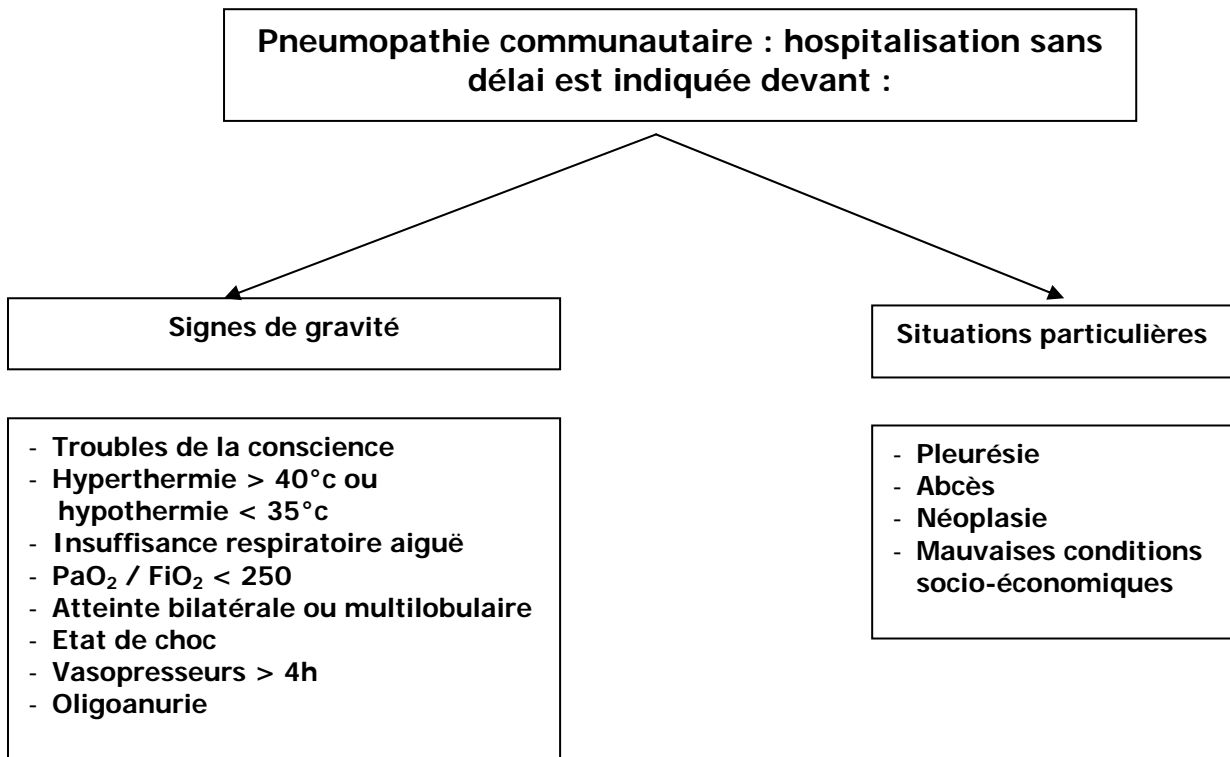 Pneumopathie communautaire : hospitalisation sans
délai est indiquée devant :
Signes de gravité
Situations particulières
- Troubles de la conscience
- Hyperthermie > 40°c ou
hypothermie < 35°c
- Insuffisance respiratoire aiguë
- PaO₂ / FiO₂ < 250
- Atteinte bilatérale ou multilobulaire
- Etat de choc
- Vasopresseurs > 4h
- Oligoanurie
- Pleurésie
- Abcès
- Néoplasie
- Mauvaises conditions
socio-économiques